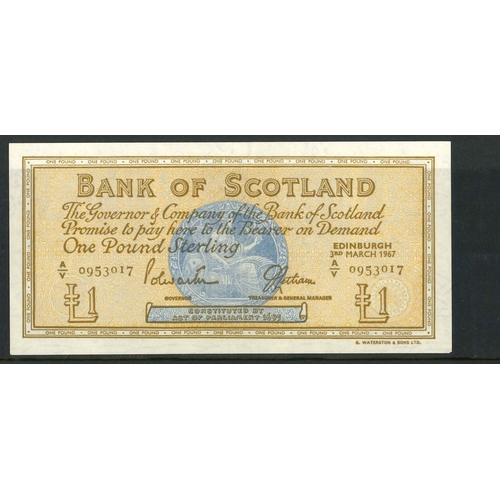 ONE POUND ONE POUND ONE POUND ONE POUND ONE POUND ONE POUND ONE POUND ONE POUND
BANK OF SCOTLAND
The Governor & Company of the Bank of Scotland
Promise to pay here to the Bearer on Demand
One Pound Sterling
EDINBURGH
3RD MARCH 1967
A/V 0953017
A/V 0953017
GOVERNOR
TREASURER & GENERAL MANAGER
£1
£1
CONSTITUTED BY
ACT OF PARLIAMENT 1695
G. WATERSTON & SONS LTD.